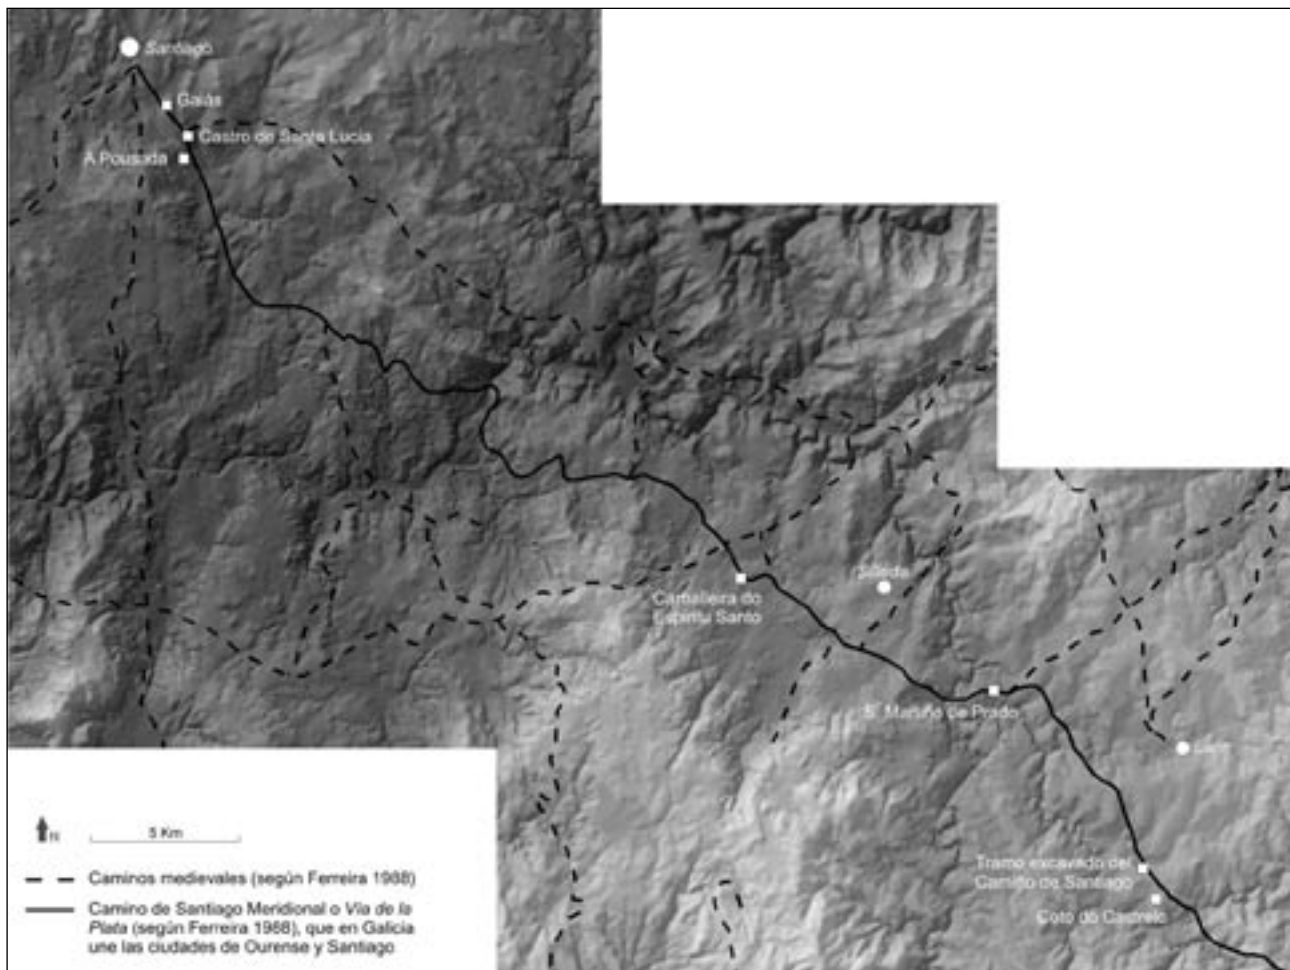 Santiago
Gaiás
Castro de Santa Lucía
A Pousada
Silleda
Carballeira do
Espíritu Santo
S. Martiño de Prado
Lalín
Tramo excavado del
Camiño de Santiago
Coto do Castrelo
N
5 Km
Caminos medievales (según Ferreira 1988)
Camino de Santiago Meridional o Vía de la
Plata (según Ferreira 1988), que en Galicia
une las ciudades de Ourense y Santiago